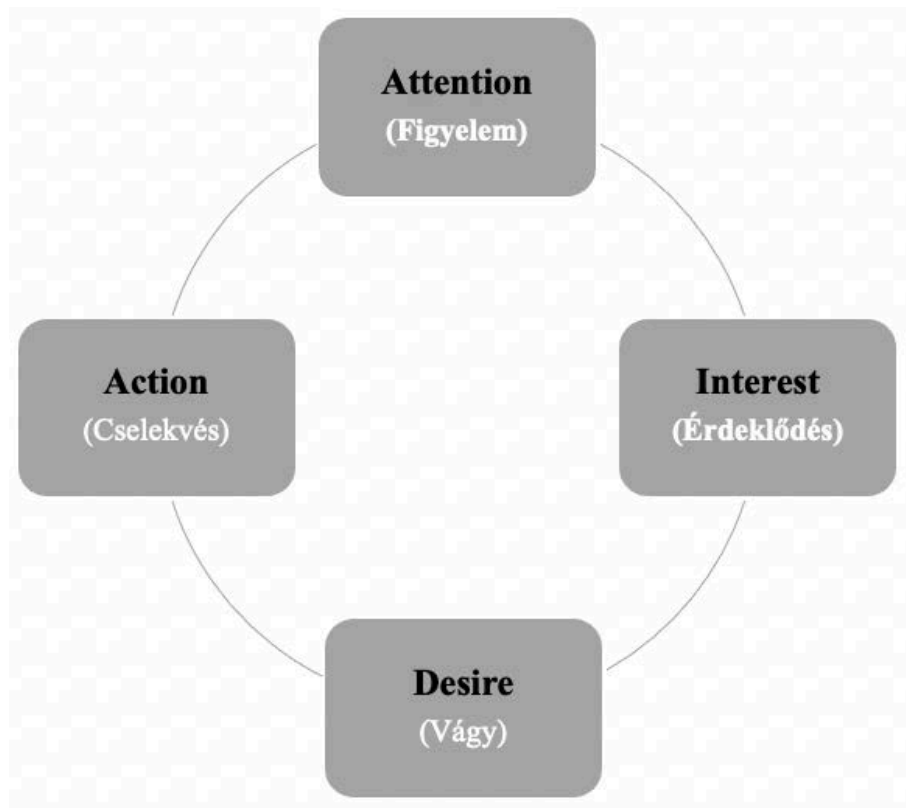 Attention
(Figyelem)
Interest
(Érdeklődés)
Desire
(Vágy)
Action
(Cselekvés)